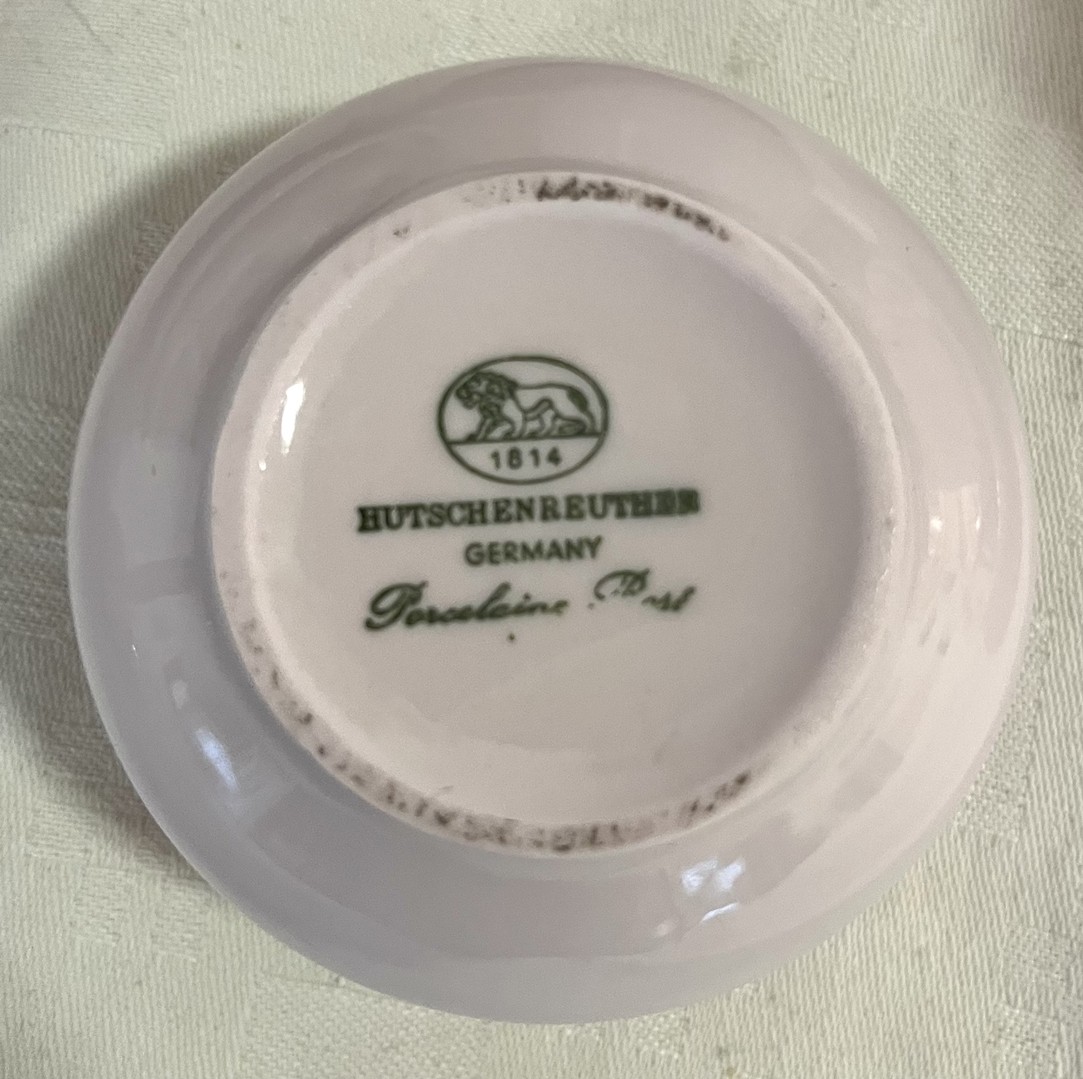 1814
HUTSCHENREUTHER
GERMANY
Porcelaine